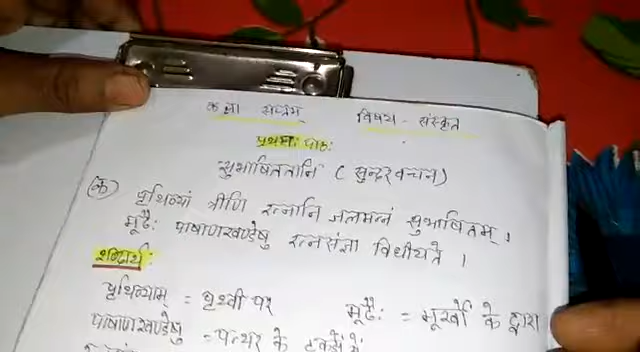 कक्षा सप्तम् विषय - संस्कृत
प्रथमः पाठः
सुभाषितानि ( सुन्दर वचन )
(क) पृथिव्यां त्रीणि रत्नानि जलमन्नं सुभाषितम् ।
मूढैः पाषाणखण्डेषु रत्नसंज्ञा विधीयते ।
शब्दार्थ :
पृथिव्याम् = पृथ्वी पर मूढैः = मूर्खो के द्वारा
पाषाणखण्डेषु = पत्थर के टुकड़ो में